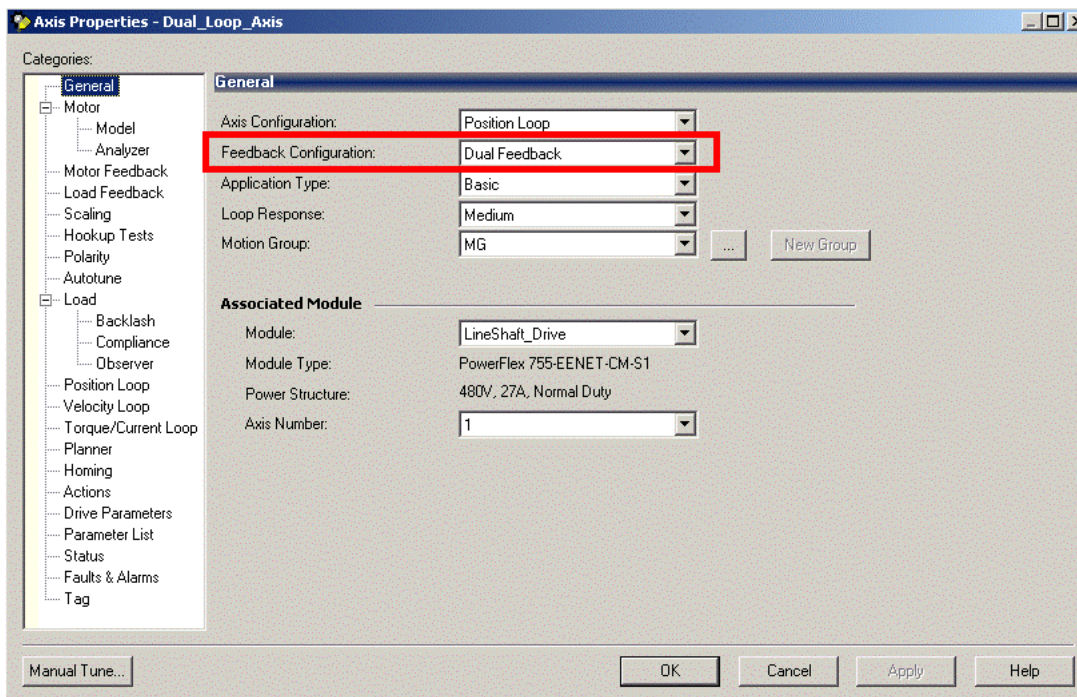 Axis Properties - Dual_Loop_Axis
Categories:
General
Motor
Model
Analyzer
Motor Feedback
Load Feedback
Scaling
Hookup Tests
Polarity
Autotune
Load
Backlash
Compliance
Observer
Position Loop
Velocity Loop
Torque/Current Loop
Planner
Homing
Actions
Drive Parameters
Parameter List
Status
Faults & Alarms
Tag
General
Axis Configuration: Position Loop
Feedback Configuration: Dual Feedback
Application Type: Basic
Loop Response: Medium
Motion Group: MG ... New Group
Associated Module
Module: LineShaft_Drive
Module Type: PowerFlex 755-EENET-CM-S1
Power Structure: 480V, 27A, Normal Duty
Axis Number: 1
Manual Tune... OK Cancel Apply Help